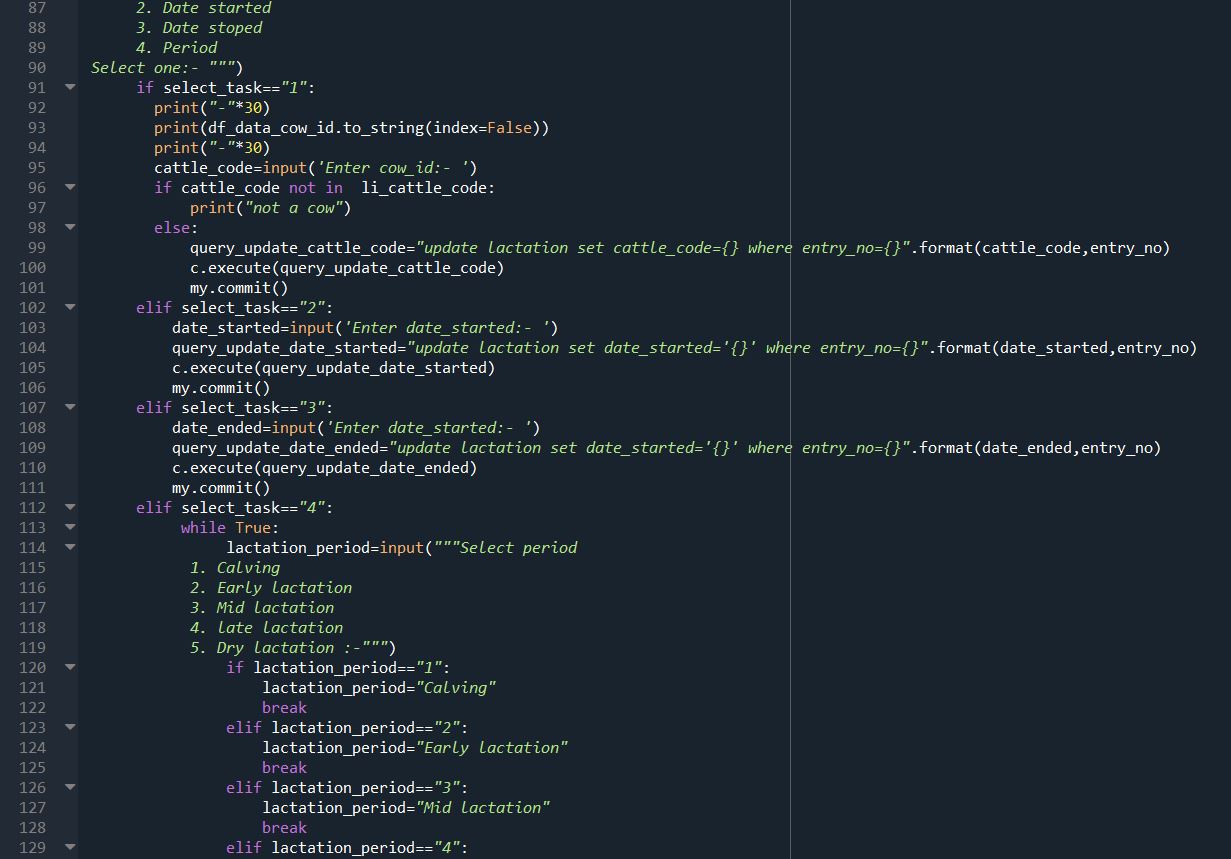 87 2. Date started
88 3. Date stoped
89 4. Period
90 Select one:- """)
91 if select_task=="1":
92 print("-"*30)
93 print(df_data_cow_id.to_string(index=False))
94 print("-"*30)
95 cattle_code=input('Enter cow_id:- ')
96 if cattle_code not in  li_cattle_code:
97 print("not a cow")
98 else:
99 query_update_cattle_code="update lactation set cattle_code={} where entry_no={}".format(cattle_code,entry_no)
100 c.execute(query_update_cattle_code)
101 my.commit()
102 elif select_task=="2":
103 date_started=input('Enter date_started:- ')
104 query_update_date_started="update lactation set date_started='{}' where entry_no={}".format(date_started,entry_no)
105 c.execute(query_update_date_started)
106 my.commit()
107 elif select_task=="3":
108 date_ended=input('Enter date_started:- ')
109 query_update_date_ended="update lactation set date_started='{}' where entry_no={}".format(date_ended,entry_no)
110 c.execute(query_update_date_ended)
111 my.commit()
112 elif select_task=="4":
113 while True:
114 lactation_period=input("""Select period
115 1. Calving
116 2. Early lactation
117 3. Mid lactation
118 4. late lactation
119 5. Dry lactation :-""")
120 if lactation_period=="1":
121 lactation_period="Calving"
122 break
123 elif lactation_period=="2":
124 lactation_period="Early lactation"
125 break
126 elif lactation_period=="3":
127 lactation_period="Mid lactation"
128 break
129 elif lactation_period=="4":